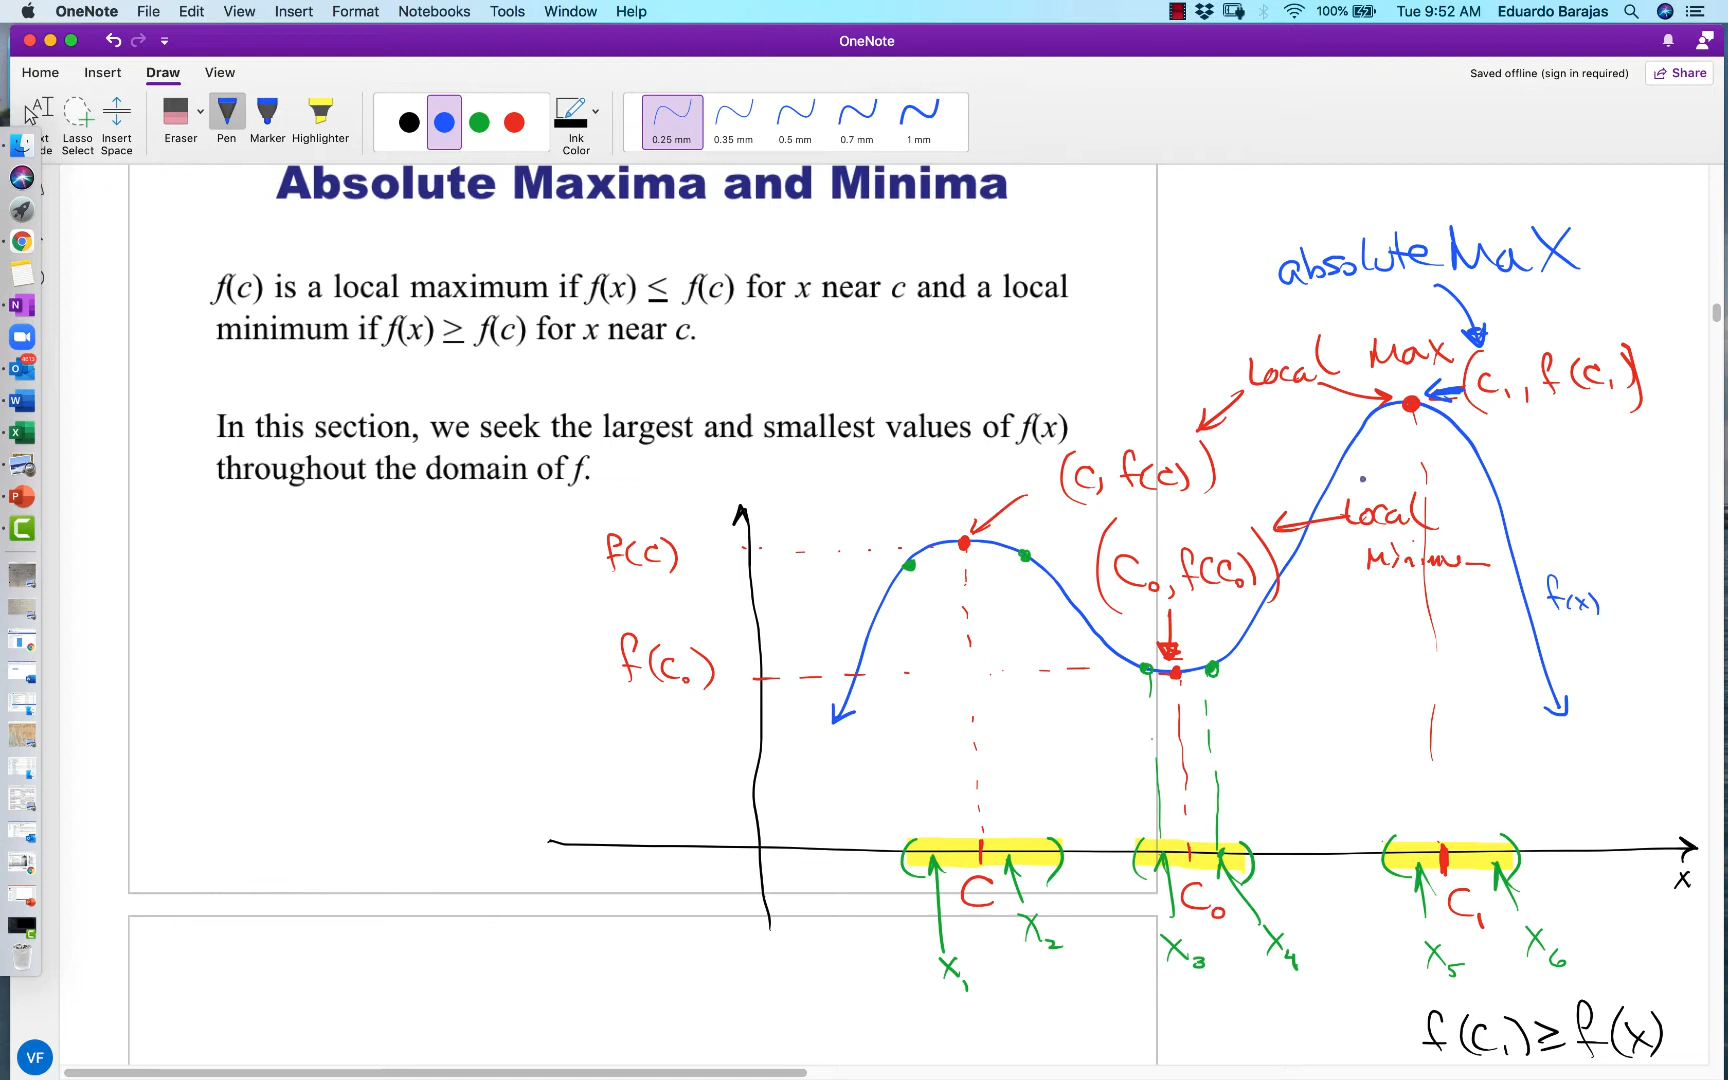 OneNote File Edit View Insert Format Notebooks Tools Window Help 100% Tue 9:52 AM Eduardo Barajas
OneNote
Home Insert Draw View Saved offline (sign in required) Share
Lasso Select
Insert Space
Eraser
Pen
Marker
Highlighter
Ink Color
0.25 mm 0.35 mm 0.5 mm 0.7 mm 1 mm
Absolute Maxima and Minima
f(c) is a local maximum if f(x) ≤ f(c) for x near c and a local
minimum if f(x) ≥ f(c) for x near c.
In this section, we seek the largest and smallest values of f(x)
throughout the domain of f.
absolute Max
Local Max
(c₁, f(c₁))
(c, f(c))
Local
(C₀, f(C₀))
f(c)
f(c₀)
f(x)
x
C
C₀
C₁
X₁
X₂
X₃
X₄
X₅
X₆
f(c₁) ≥ f(x)
VF